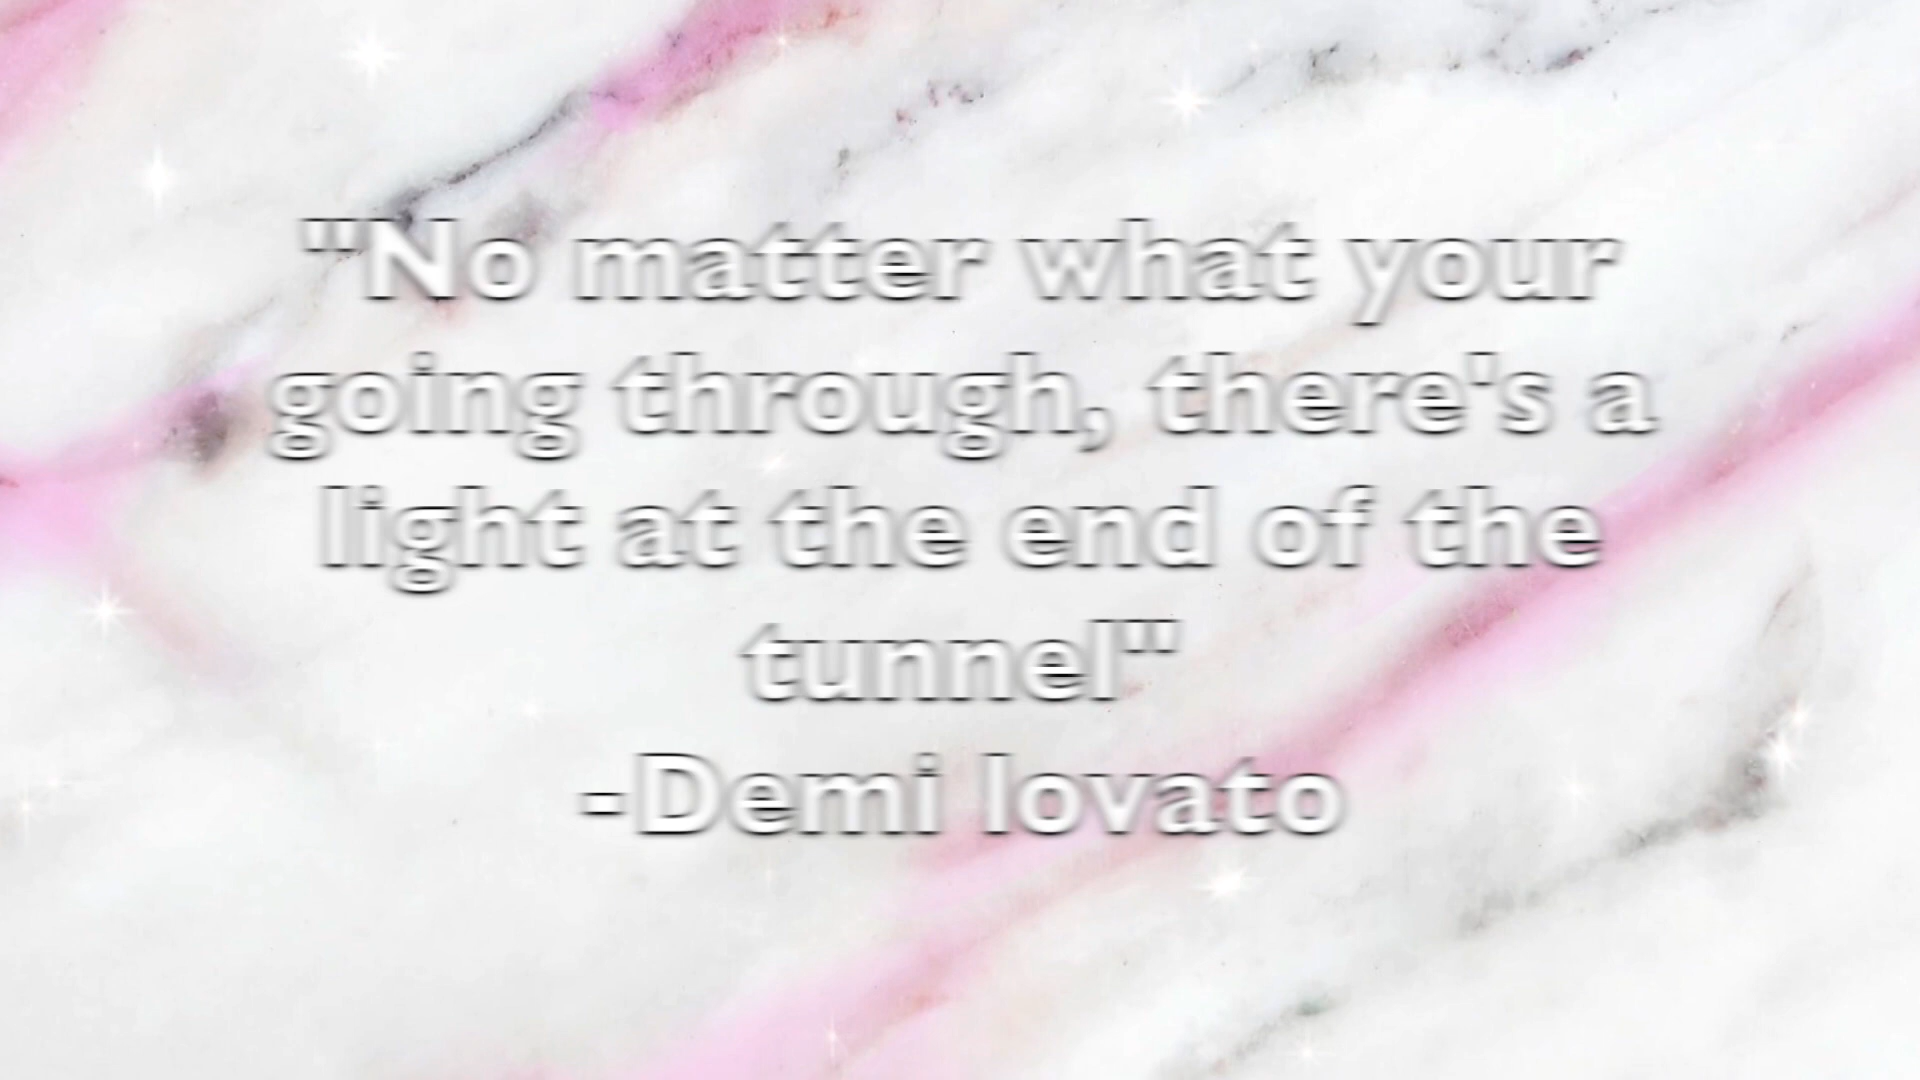 "No matter what your
going through, there's a
light at the end of the
tunnel"
-Demi lovato